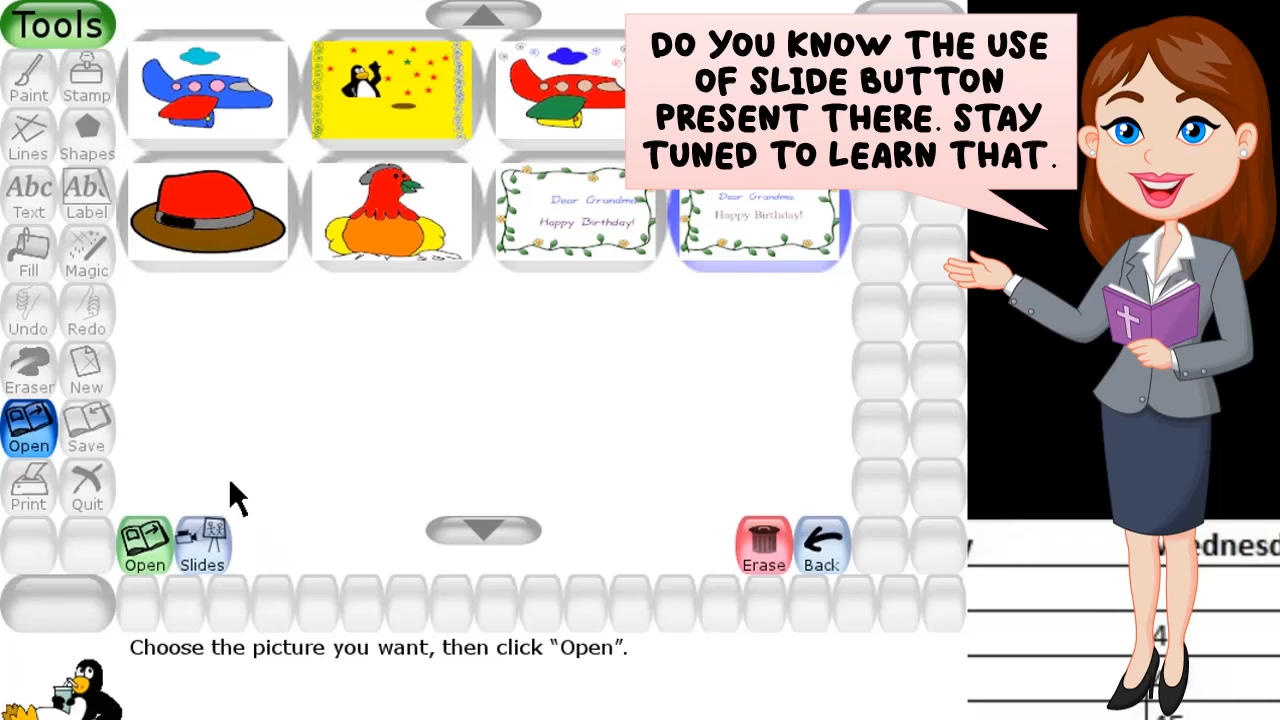 Tools
DO YOU KNOW THE USE
OF SLIDE BUTTON
PRESENT THERE. STAY
TUNED TO LEARN THAT.
Paint
Stamp
Lines
Shapes
Abc
Text
Abc
Label
Fill
Magic
Undo
Redo
Eraser
New
Open
Save
Print
Quit
Dear Grandma,
Happy Birthday!
Dear Grandma,
Happy Birthday!
Open
Slides
Erase
Back
Choose the picture you want, then click “Open”.